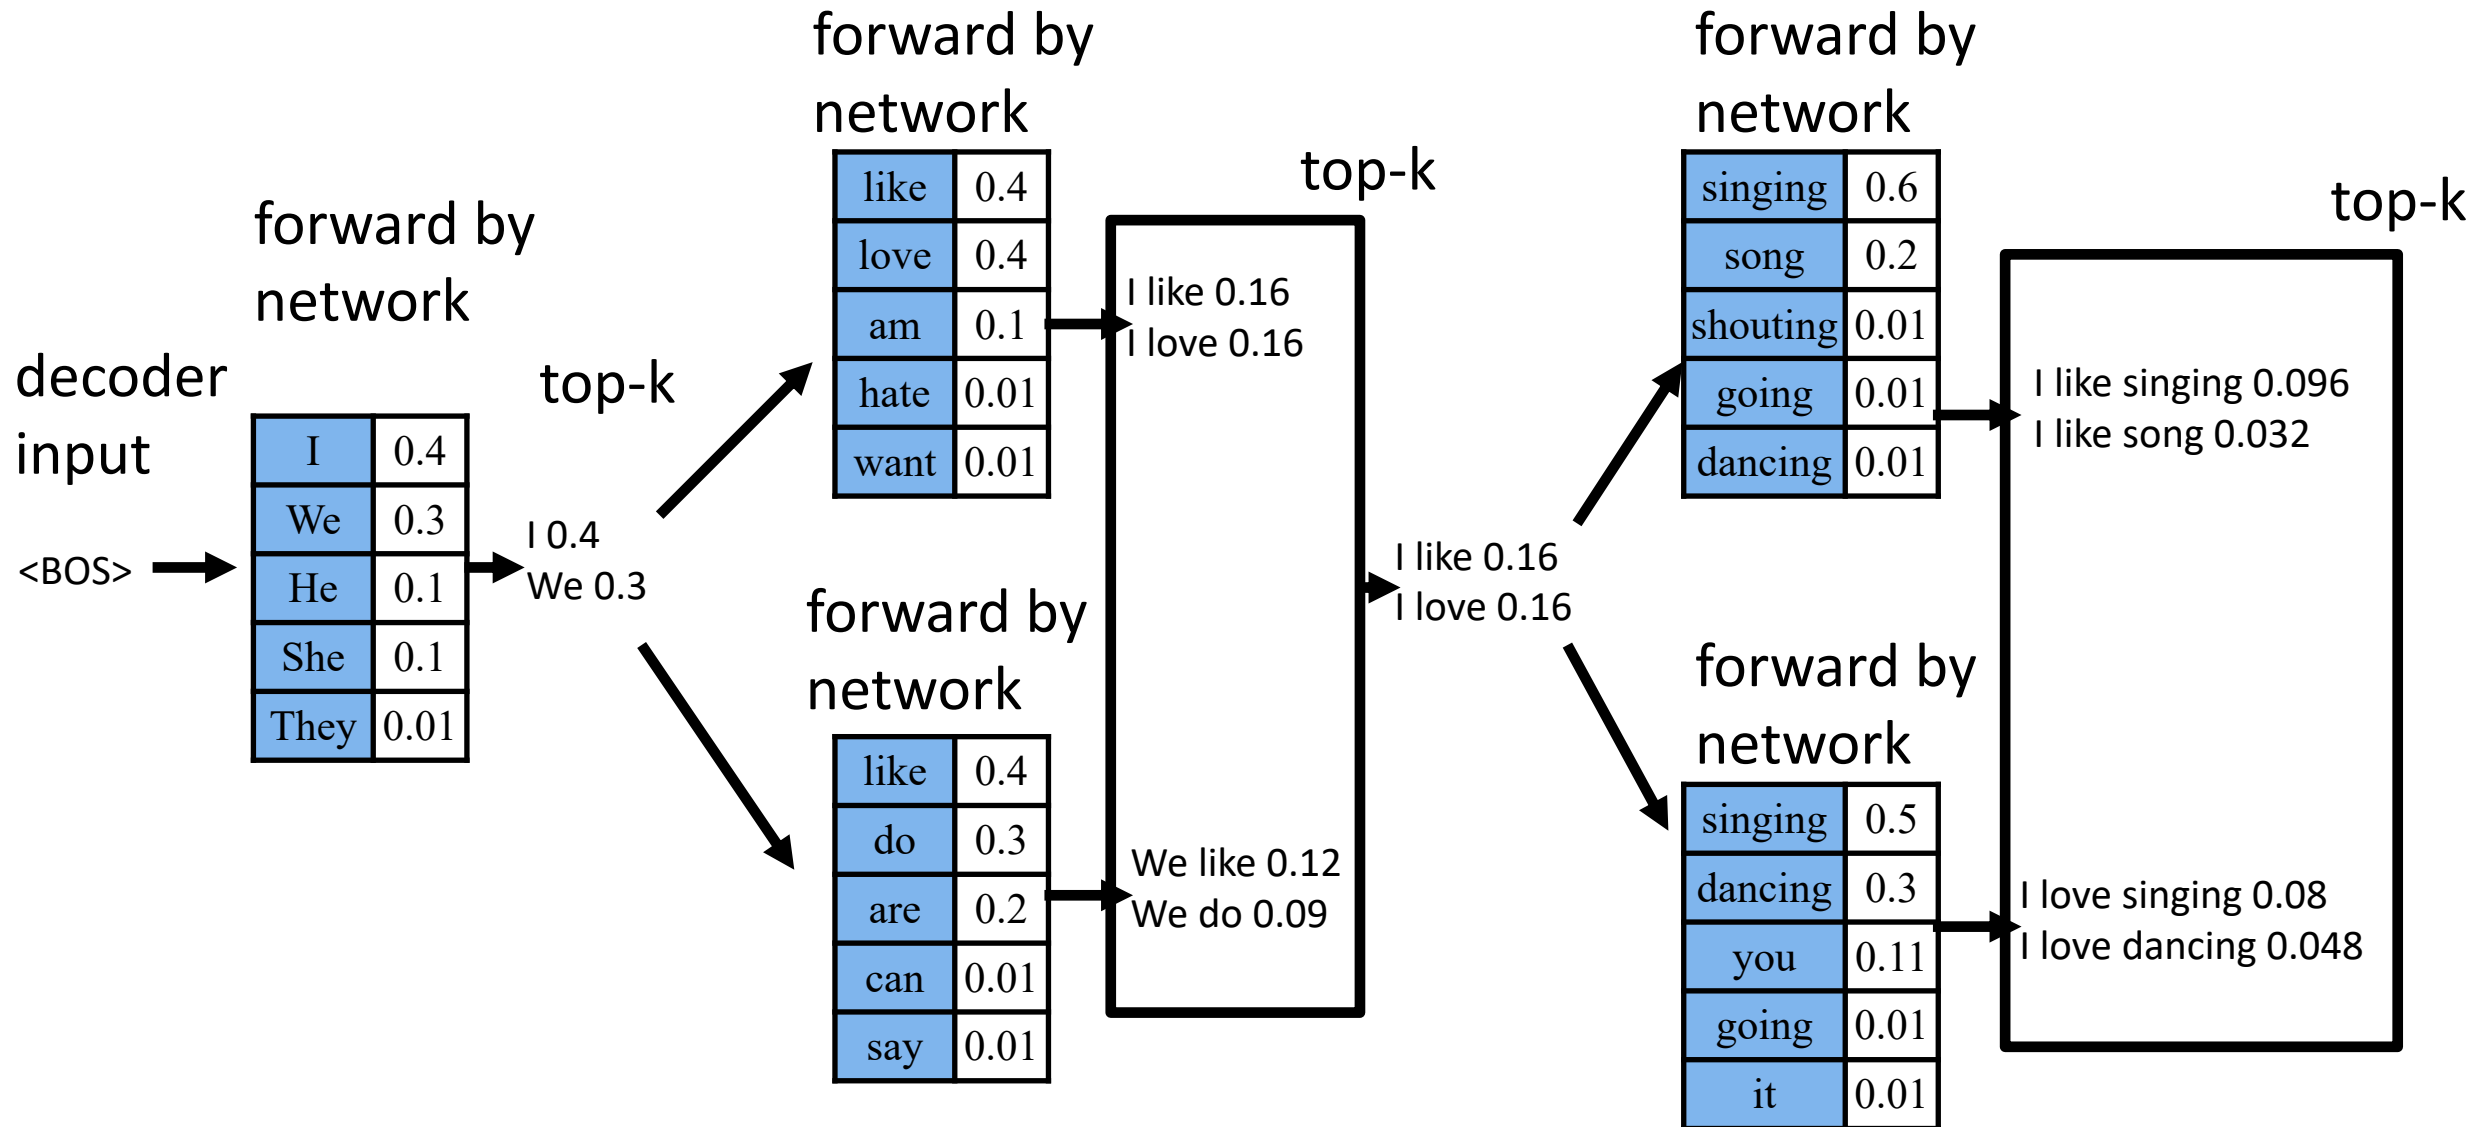 decoder
input
<BOS>
forward by
network
I 0.4
We 0.3
He 0.1
She 0.1
They 0.01
top-k
I 0.4
We 0.3
forward by
network
like 0.4
love 0.4
am 0.1
hate 0.01
want 0.01
forward by
network
like 0.4
do 0.3
are 0.2
can 0.01
say 0.01
top-k
I like 0.16
I love 0.16
We like 0.12
We do 0.09
I like 0.16
I love 0.16
forward by
network
singing 0.6
song 0.2
shouting 0.01
going 0.01
dancing 0.01
forward by
network
singing 0.5
dancing 0.3
you 0.11
going 0.01
it 0.01
top-k
I like singing 0.096
I like song 0.032
I love singing 0.08
I love dancing 0.048